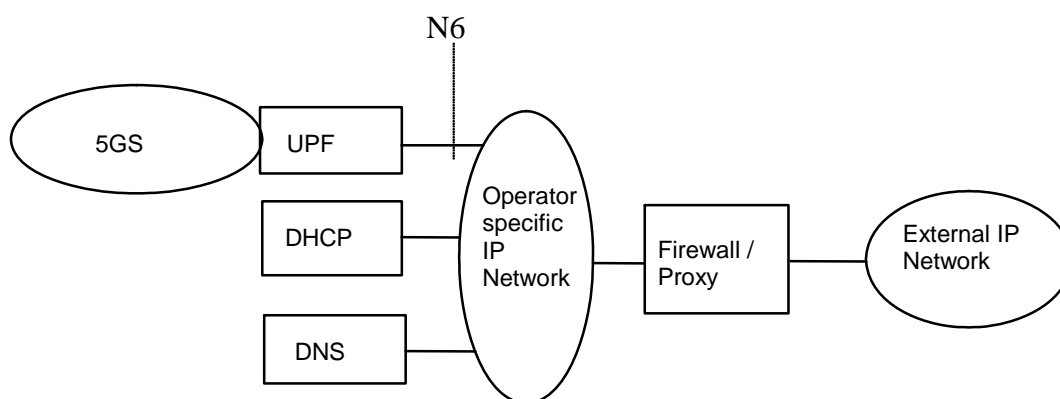 N6
5GS
UPF
DHCP
DNS
Operator
specific
IP
Network
Firewall /
Proxy
External IP
Network